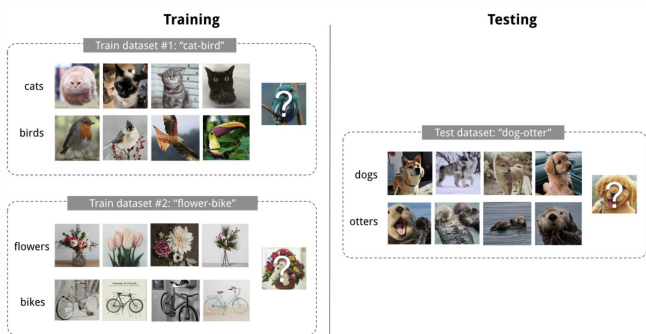 Training
Testing
Train dataset #1: “cat-bird”
cats
?
birds
Test dataset: “dog-otter”
dogs
?
otters
Train dataset #2: “flower-bike”
flowers
?
bikes